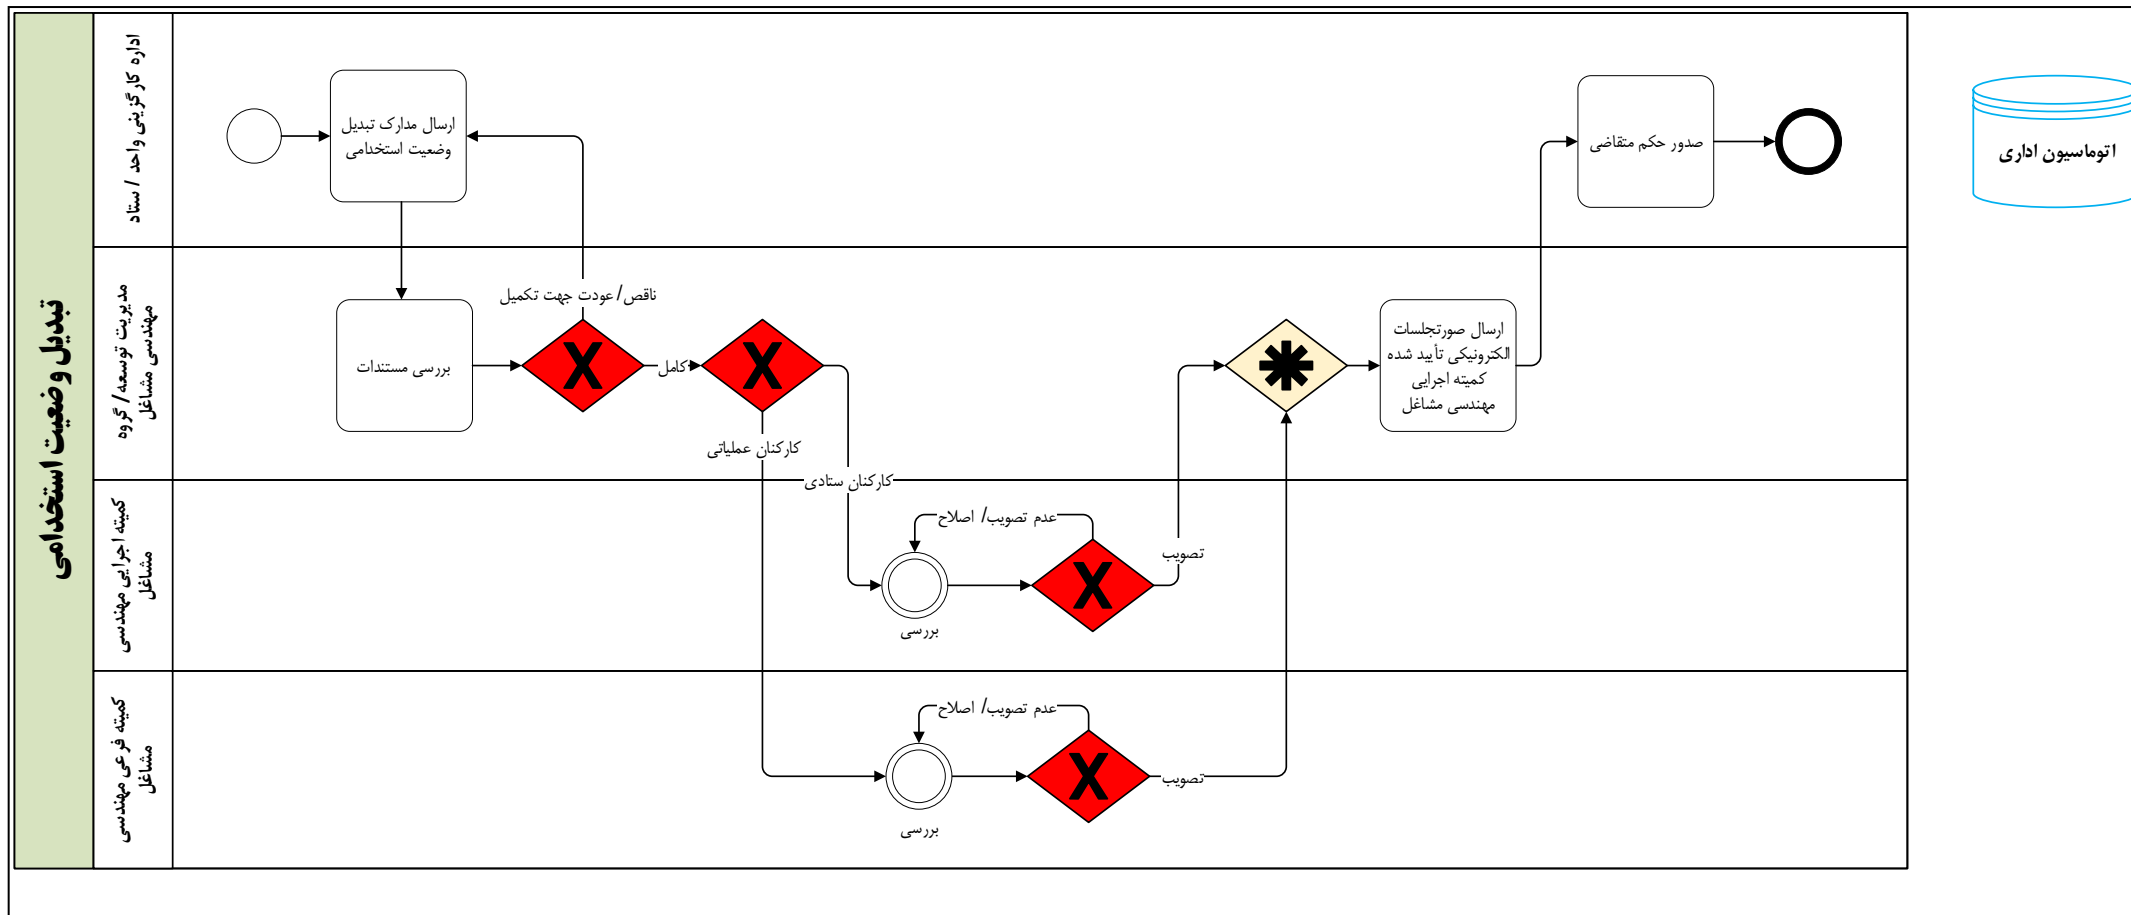 تبدیل وضعیت استخدامی
اداره کارگزینی واحد / ستاد
ارسال مدارک تبدیل
وضعیت استخدامی
صدور حکم متقاضی
اتوماسیون اداری
مدیریت توسعه/ گروه
مهندسی مشاغل
بررسی مستندات
ناقص/عودت جهت تکمیل
X
کامل
X
کارکنان عملیاتی
کارکنان ستادی
ارسال صورتجلسات
الکترونیکی تأیید شده
کمیته اجرایی
مهندسی مشاغل
کمیته اجرایی مهندسی
مشاغل
عدم تصویب/ اصلاح
بررسی
X
تصویب
کمیته فرعی مهندسی
مشاغل
عدم تصویب/ اصلاح
بررسی
X
تصویب